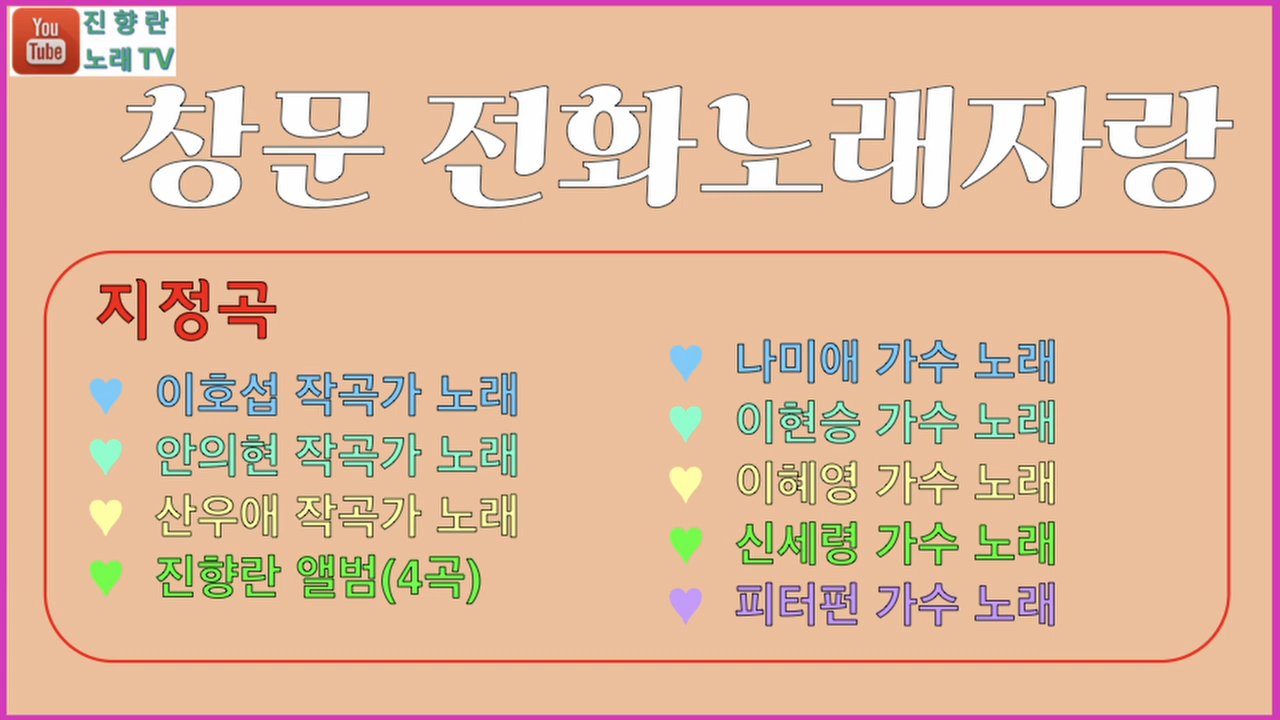 You
Tube
진향란
노래 TV
창문 전화노래자랑
지정곡
♥ 이호섭 작곡가 노래
♥ 안의현 작곡가 노래
♥ 산우애 작곡가 노래
♥ 진향란 앨범(4곡)
♥ 나미애 가수 노래
♥ 이현승 가수 노래
♥ 이혜영 가수 노래
♥ 신세령 가수 노래
♥ 피터펀 가수 노래